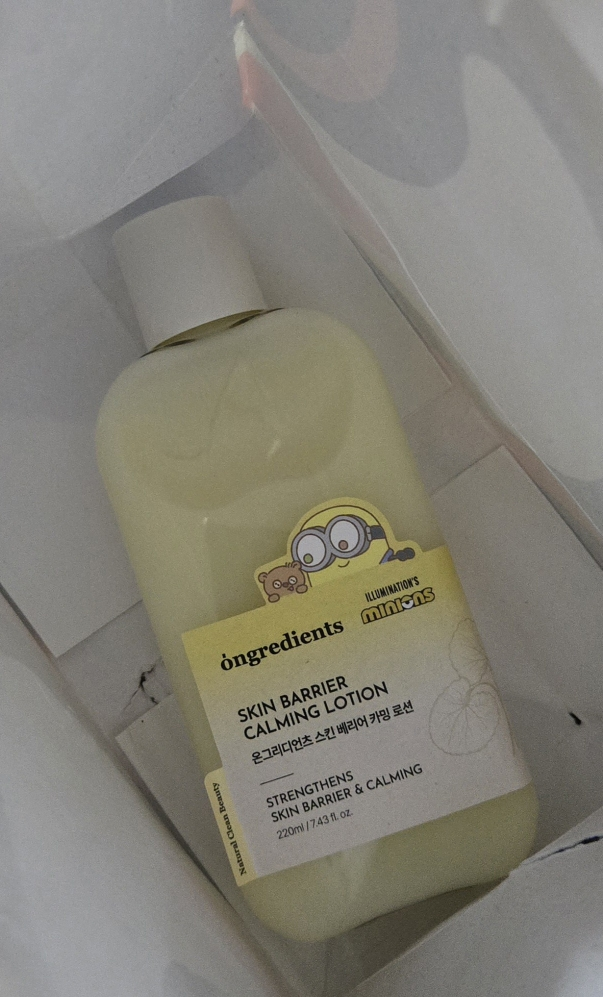 ILLUMINATION'S
MINIONS
òngredients
SKIN BARRIER
CALMING LOTION
온그리디언츠 스킨 베리어 카밍 로션
STRENGTHENS
SKIN BARRIER & CALMING
220ml / 7.43 fl. oz.
Natural Clean Beauty